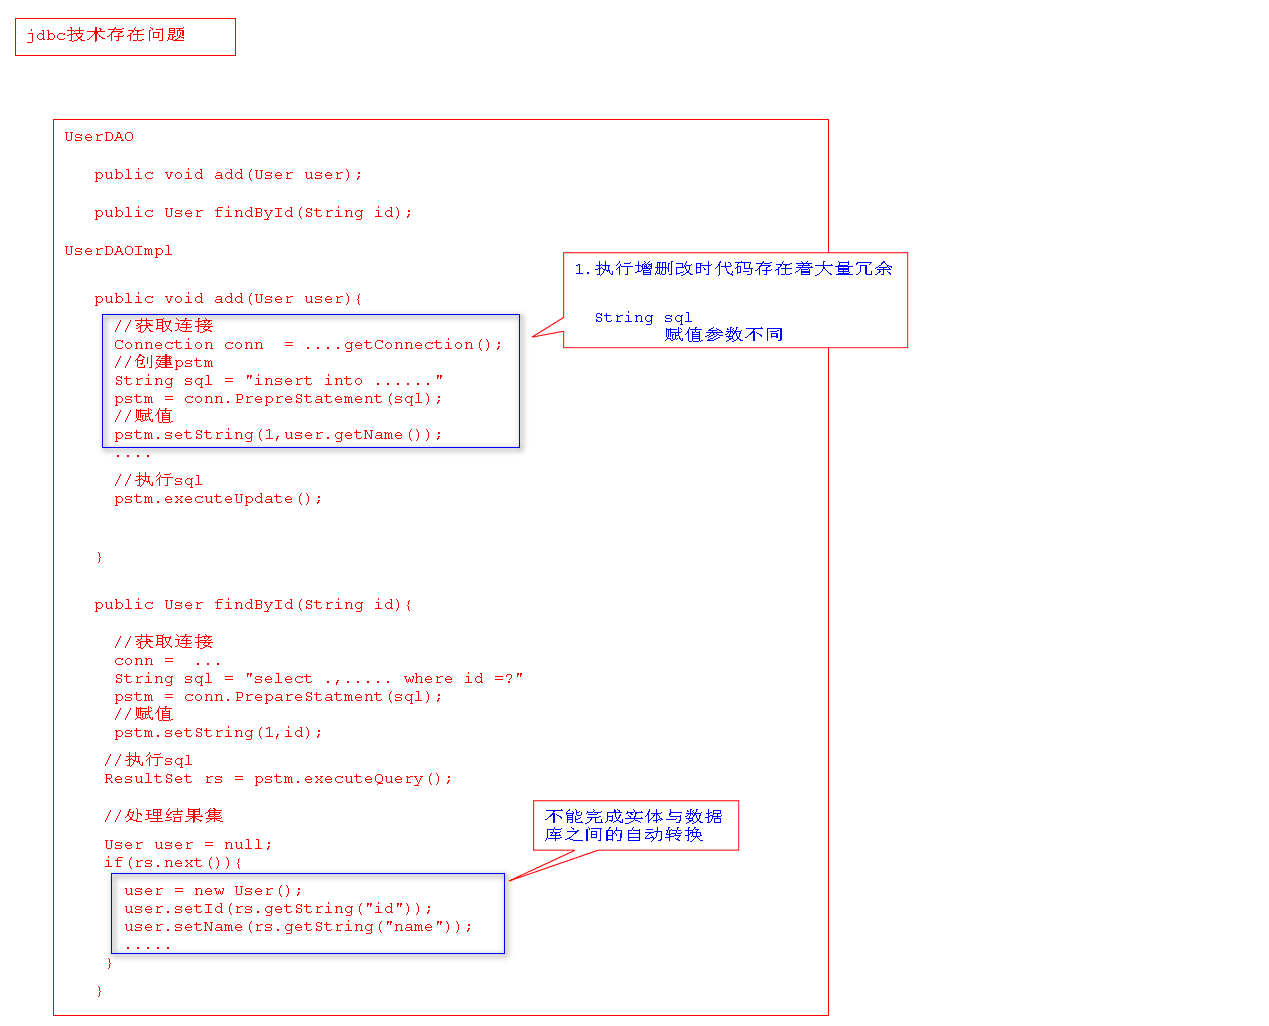 jdbc技术存在问题
UserDAO
public void add(User user);
public User findById(String id);
UserDAOImpl
1.执行增删改时代码存在着大量冗余
String sql
赋值参数不同
public void add(User user){
//获取连接
Connection conn  = ....getConnection();
//创建pstm
String sql = "insert into ......"
pstm = conn.PrepreStatement(sql);
//赋值
pstm.setString(1,user.getName());
....
//执行sql
pstm.executeUpdate();
}
public User findById(String id){
//获取连接
conn =  ...
String sql = "select .,..... where id =?"
pstm = conn.PrepareStatment(sql);
//赋值
pstm.setString(1,id);
//执行sql
ResultSet rs = pstm.executeQuery();
//处理结果集
不能完成实体与数据
库之间的自动转换
User user = null;
if(rs.next()){
user = new User();
user.setId(rs.getString("id"));
user.setName(rs.getString("name"));
.....
}
}